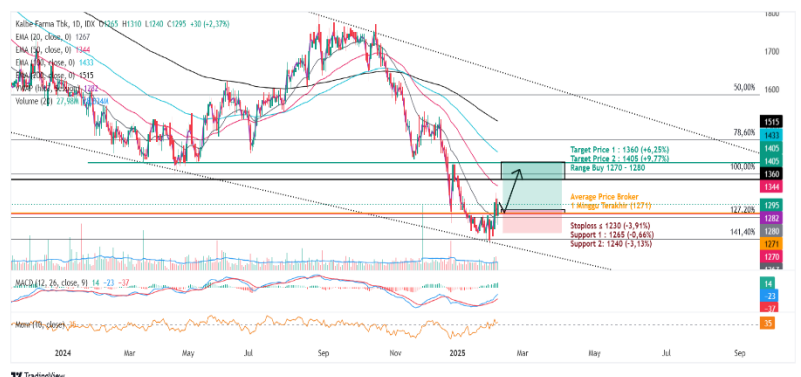 Kalbe Farma Tbk, 1D, IDX O1265 H1310 L1240 C1295 +30 (+2,37%)
EMA (20, close, 0) 1267
EMA (50, close, 0) 1344
EMA (100, close, 0) 1433
EMA (200, close, 0) 1515
1282
Volume (20)
1800
1700
1600
1515
1433
1405
1405
1360
1344
1295
1282
1280
1271
1270
50,00%
78,60%
100,00%
127,20%
141,40%
Target Price 1 : 1360 (+6,25%)
Target Price 2 : 1405 (+9,77%)
Range Buy 1270 - 1280
Average Price Broker
1 Minggu Terakhir (1271)
Stoploss ≤ 1230 (-3,91%)
Support 1 : 1265 (-0,66%)
Support 2: 1240 (-3,13%)
MACD (12, 26, close, 9) 14 -23 -37
14
-23
-37
Mom (10, close)
35
2024 Mar May Jul Sep Nov 2025 Mar May Jul Sep
TradingView